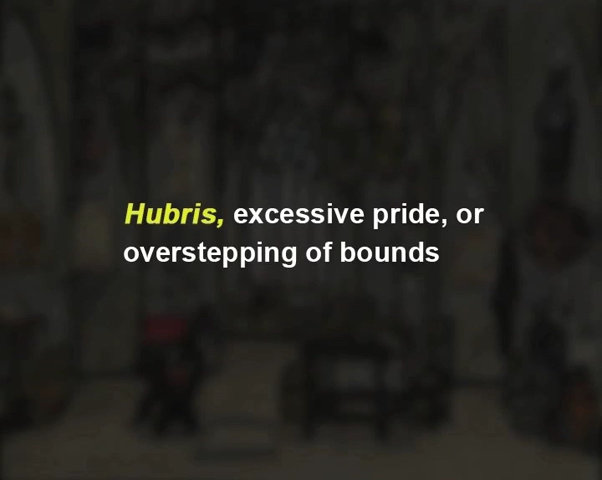 Hubris, excessive pride, or
overstepping of bounds